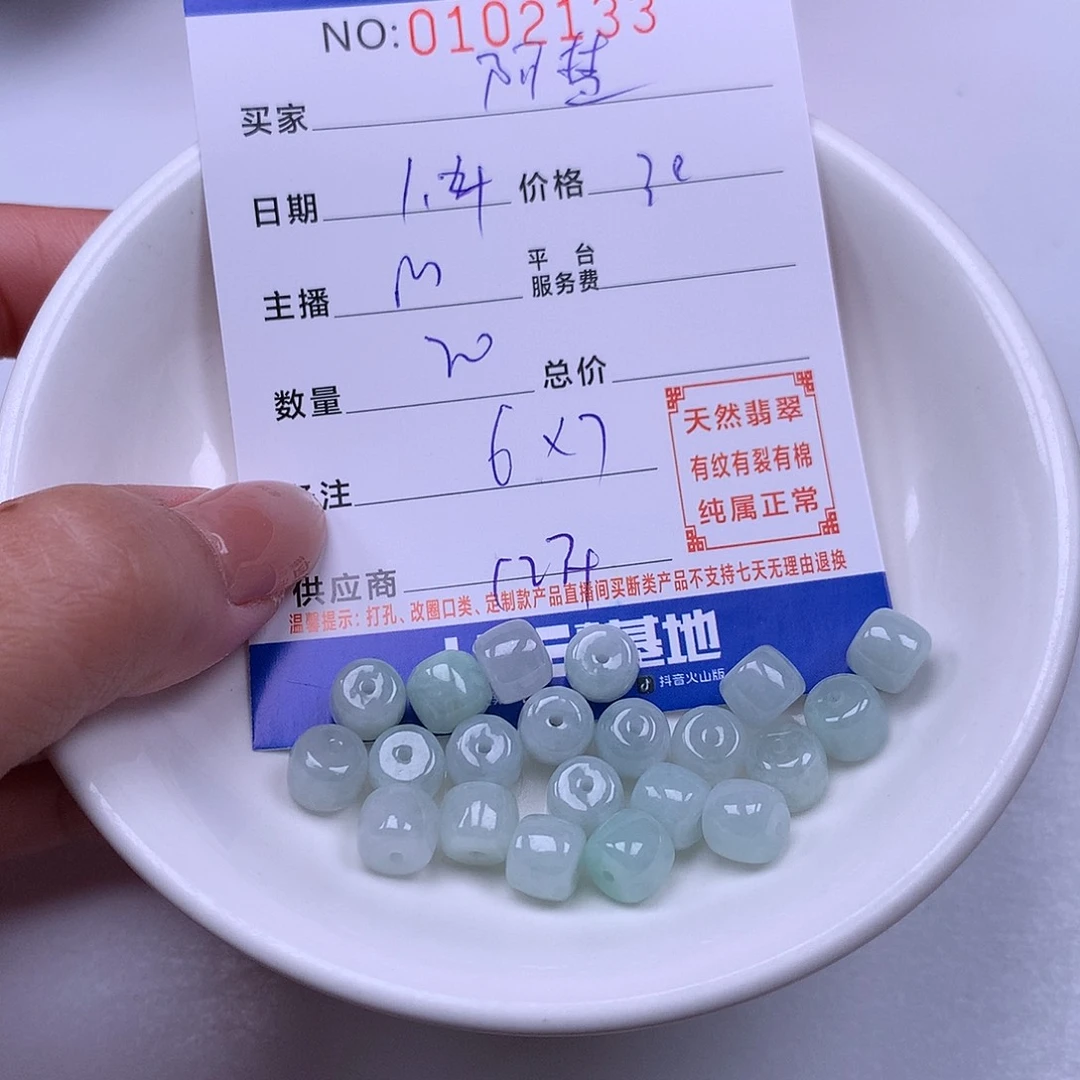 NO:0102133
买家 阿慧
日期 1.4 价格 30
主播 M 平台服务费
数量 20 总价
注 6×7
供应商
天然翡翠
有纹有裂有棉
纯属正常
温馨提示：打孔、改圈口类、定制款产品直播间买断类产品不支持七天无理由退换
基地
抖音火山版